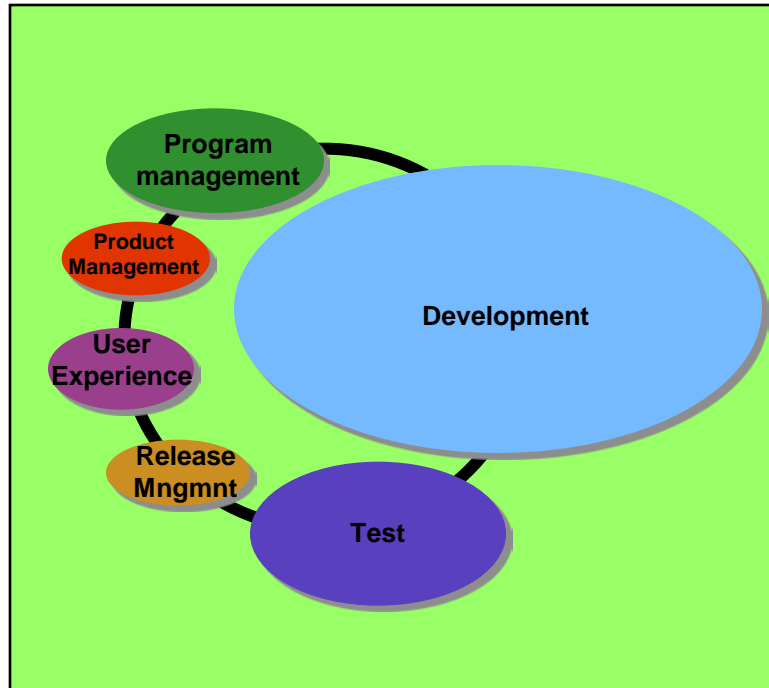 Program
management
Product
Management
Development
User
Experience
Release
Mngmnt
Test